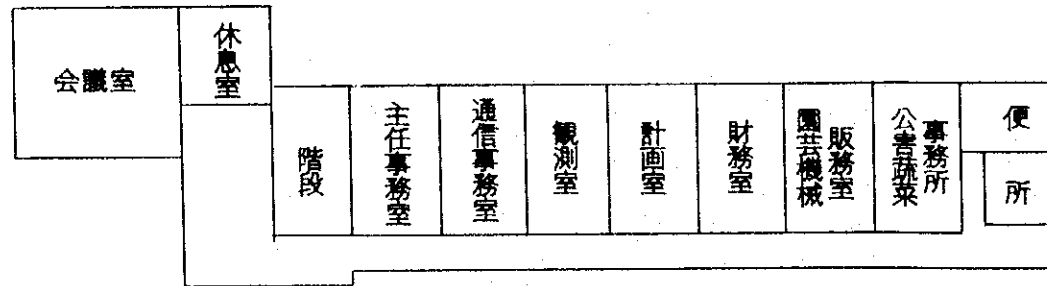 会議室
休息室
階段
主任事務室
通信事務室
観測室
計画室
財務室
園芸機械
販務室
公害蔬菜
事務所
便
所